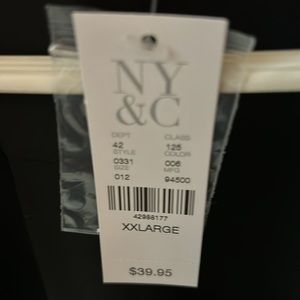 NY
&C
DEPT CLASS
42 125
STYLE COLOR
0331 006
SIZE MFG
012 94500
42988177
XXLARGE
$39.95